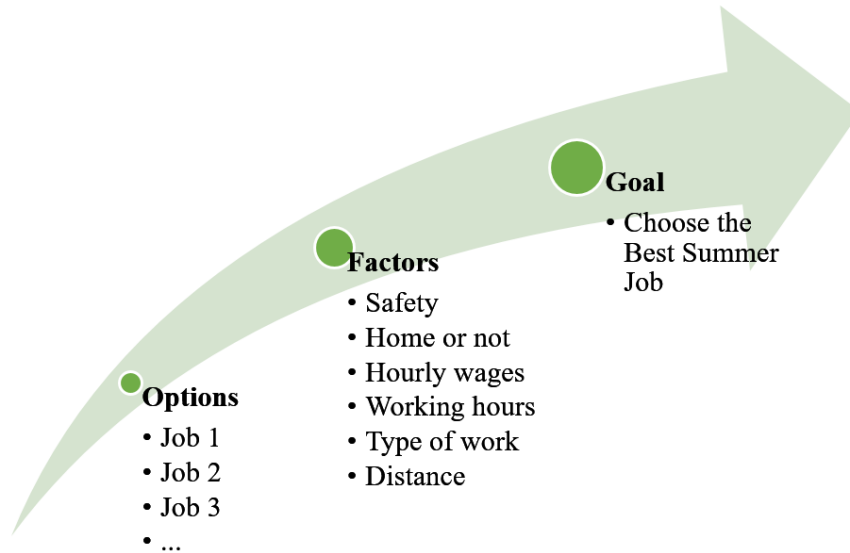 Goal
• Choose the
Best Summer
Job
Factors
• Safety
• Home or not
• Hourly wages
• Working hours
• Type of work
• Distance
Options
• Job 1
• Job 2
• Job 3
• ...